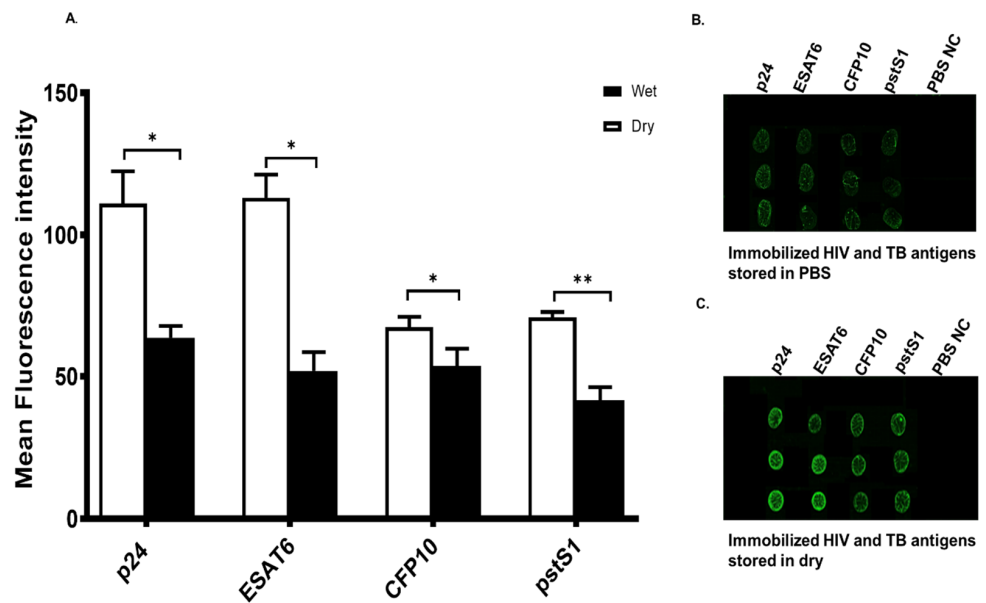 A.
Mean Fluorescence intensity
150
100
50
0
* * * **
Wet
Dry
p24 ESAT6 CFP10 pstS1
B.
p24 ESAT6 CFP10 pstS1 PBS NC
Immobilized HIV and TB antigens
stored in PBS
C.
p24 ESAT6 CFP10 pstS1 PBS NC
Immobilized HIV and TB antigens
stored in dry